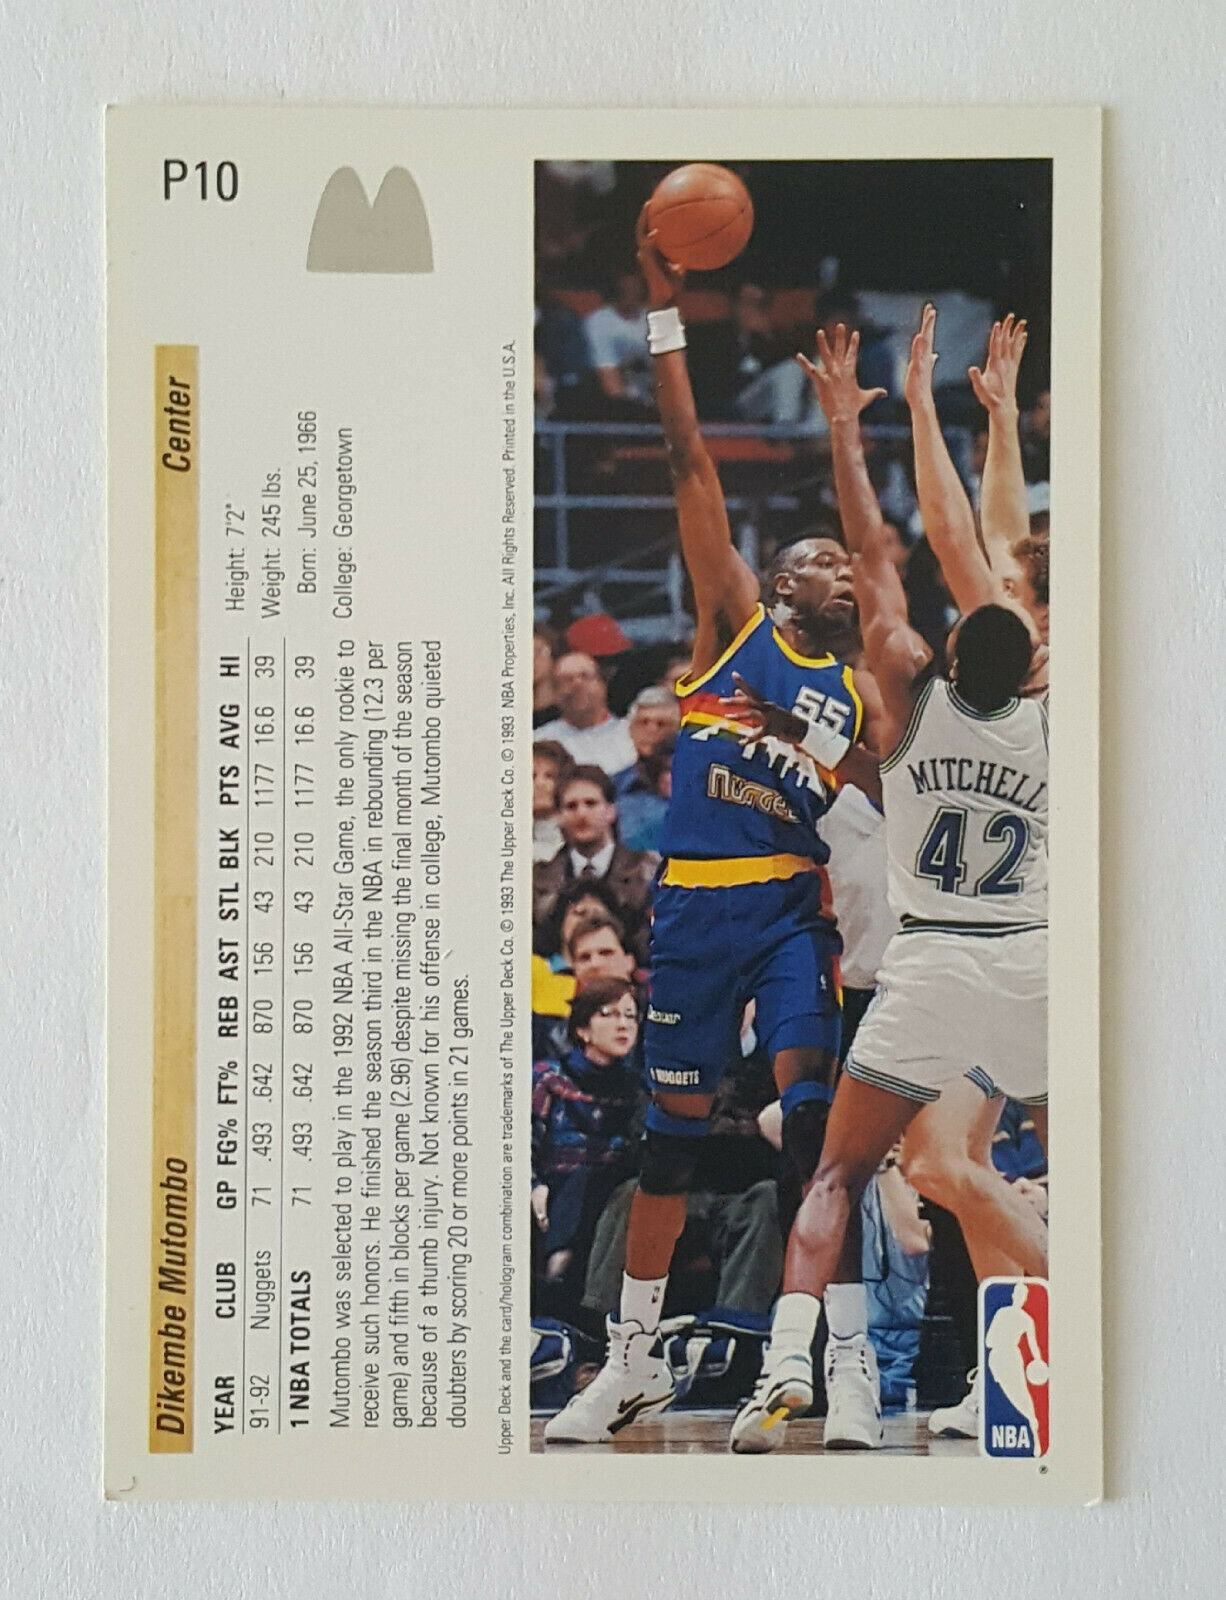 P10
Dikembe Mutombo Center
YEAR CLUB GP FG% FT% REB AST STL BLK PTS AVG HI
91-92 Nuggets 71 .493 .642 870 156 43 210 1177 16.6 39
1 NBA TOTALS 71 .493 .642 870 156 43 210 1177 16.6 39
Height: 7'2"
Weight: 245 lbs.
Born: June 25, 1966
College: Georgetown
Mutombo was selected to play in the 1992 NBA All-Star Game, the only rookie to
receive such honors. He finished the season third in the NBA in rebounding (12.3 per
game) and fifth in blocks per game (2.96) despite missing the final month of the season
because of a thumb injury. Not known for his offense in college, Mutombo quieted
doubters by scoring 20 or more points in 21 games.
Upper Deck and the card/hologram combination are trademarks of The Upper Deck Co. © 1993 The Upper Deck Co. © 1993 NBA Properties, Inc. All Rights Reserved. Printed in the U.S.A.
55
Nuggets
MITCHELL
42
Denver
NUGGETS
NBA
®